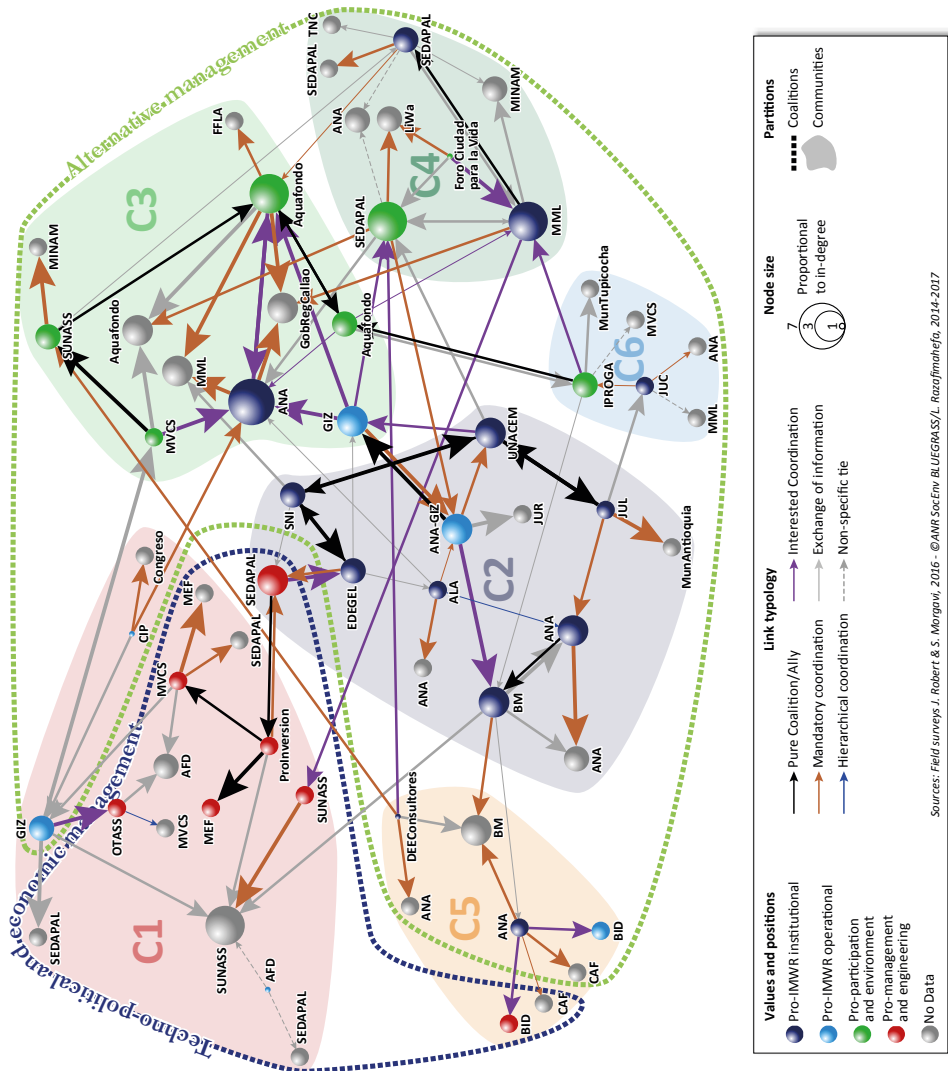 Alternative management
Techno-political and economic management
C1
GIZ
SEDAPAL
OTASS
MVCS
AFD
SUNASS
AFD
SEDAPAL
MEF
ProInversion
SUNASS
MVCS
SEDAPAL
MEF
CIP
Congreso
SEDAPAL
C3
MINAM
SUNASS
MVCS
Aquafondo
MML
ANA
GobRegCallao
FFLA
Aquafondo
Aquafondo
GIZ
C4
SEDAPAL
TNC
SEDAPAL
ANA
LiWa
MINAM
Foro Ciudad
para la Vida
SEDAPAL
MML
C2
SNI
EDEGEL
ANA-GIZ
UNACEM
JUR
ALA
ANA
JUL
MunAntioquia
ANA
BM
ANA
C6
MunTupicocha
MVCS
IPROGA
JUC
ANA
MML
C5
DEEConsultores
ANA
BM
ANA
BID
CAF
CAF
BID
Values and positions
Pro-IMWR institutional
Pro-IMWR operational
Pro-participation
and environment
Pro-management
and engineering
No Data
Link typology
Pure Coalition/Ally
Mandatory coordination
Hierarchical coordination
Interested Coordination
Exchange of information
Non-specific tie
Node size
7
3
1
0
Proportional
to in-degree
Partitions
Coalitions
Communities
Sources: Field surveys J. Robert & S. Mongavi, 2016 - ©ANR SocEnv BLUEGRASS/L. Razafimahefa, 2014-2017